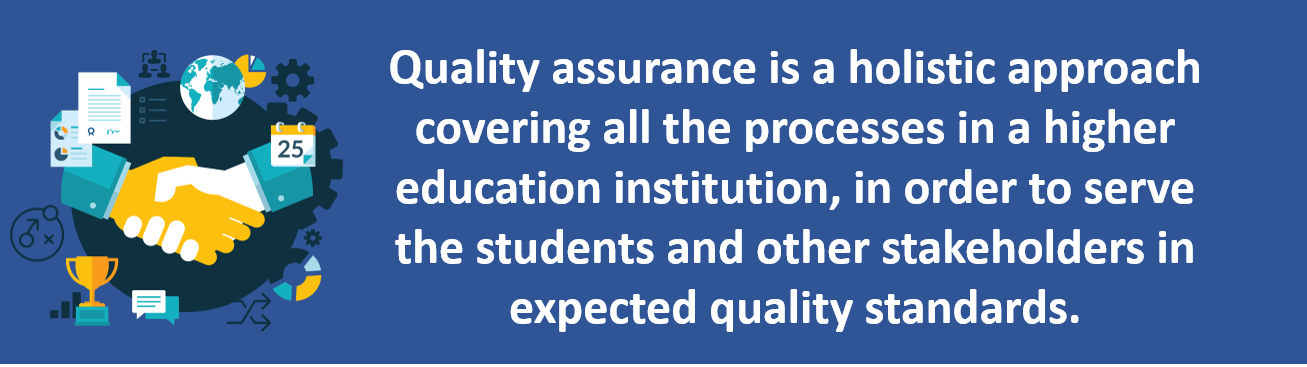 25
Quality assurance is a holistic approach
covering all the processes in a higher
education institution, in order to serve
the students and other stakeholders in
expected quality standards.